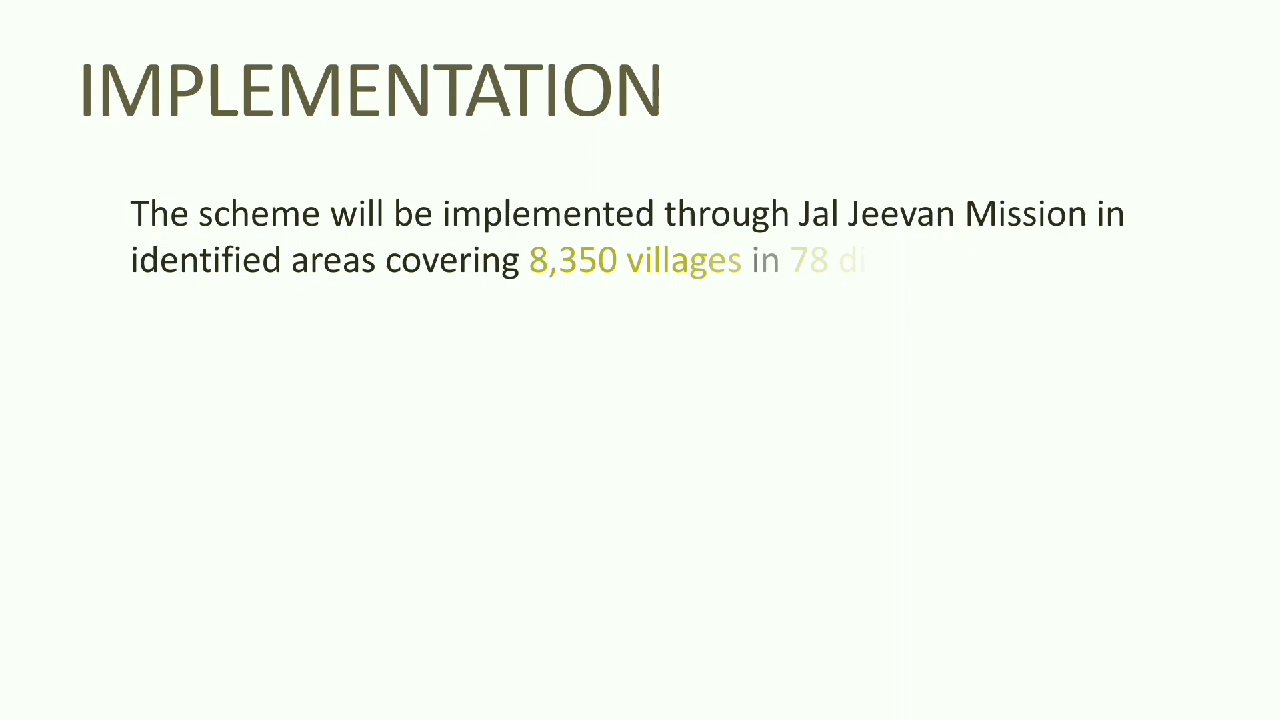 IMPLEMENTATION
The scheme will be implemented through Jal Jeevan Mission in
identified areas covering 8,350 villages in 78